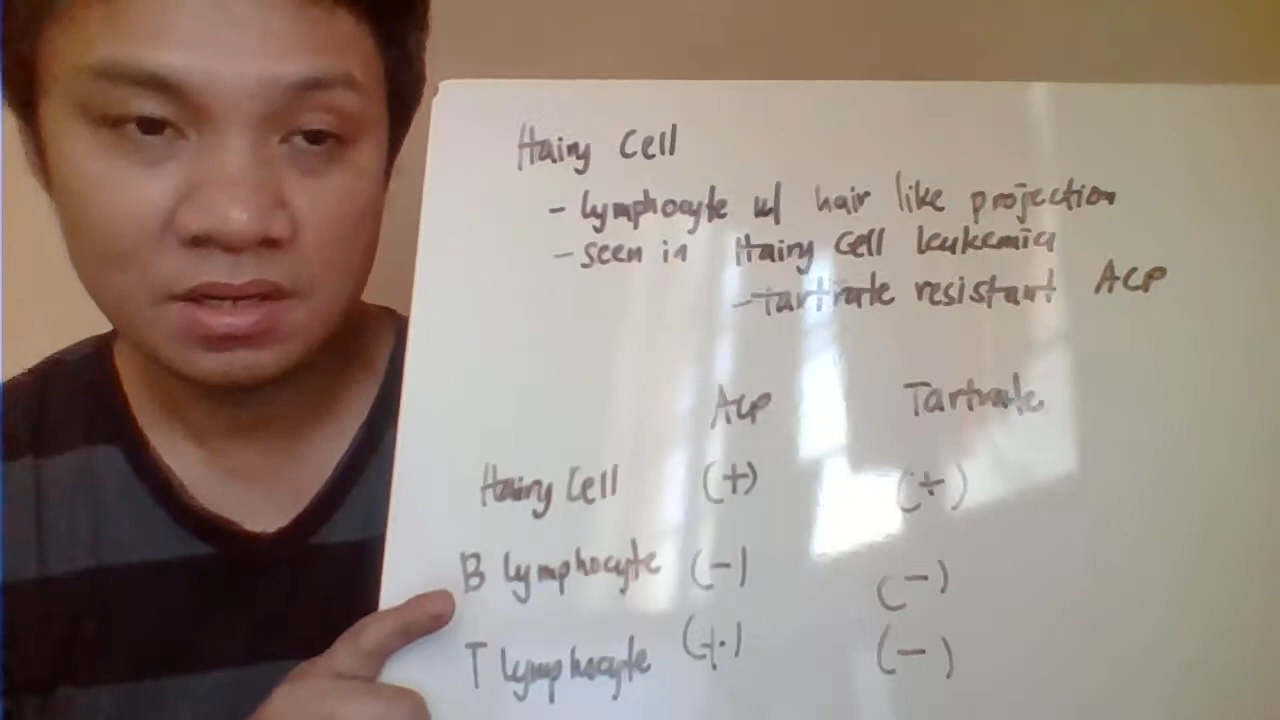 Hairy Cell
- lymphocyte w/ hair like projection
- seen in Hairy Cell leukemia
- Tartrate resistant ACP
ACP Tartrate
Hairy Cell (+) (+)
B lymphocyte (-) (-)
T lymphocyte (+) (-)